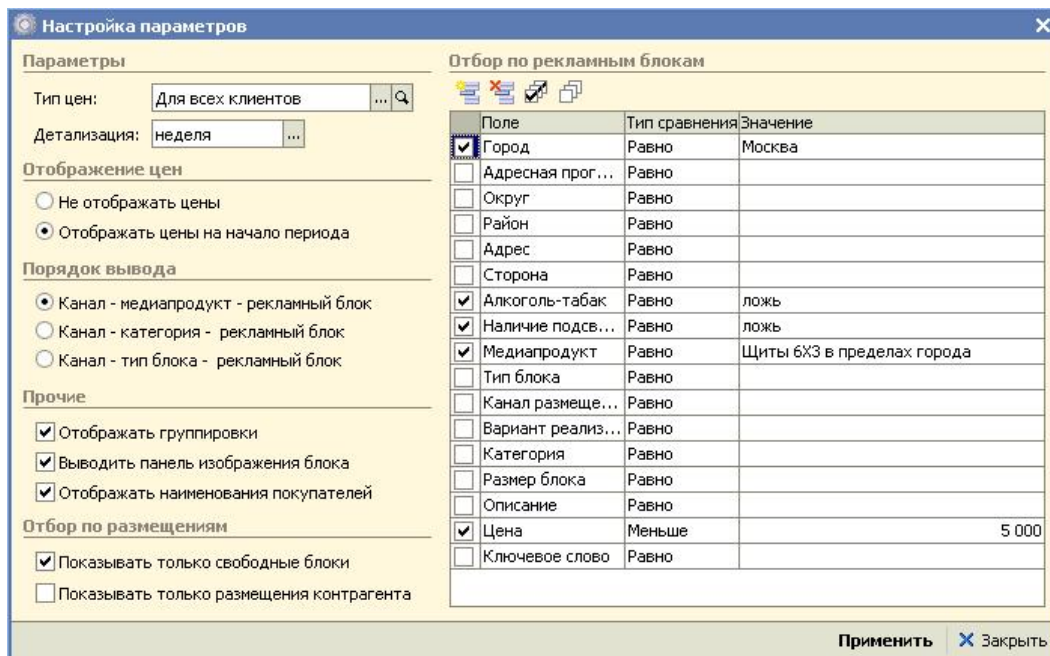 Настройка параметров
Параметры
Тип цен: Для всех клиентов ...
Детализация: неделя ...
Отображение цен
Не отображать цены
Отображать цены на начало периода
Порядок вывода
Канал - медиапродукт - рекламный блок
Канал - категория - рекламный блок
Канал - тип блока - рекламный блок
Прочие
Отображать группировки
Выводить панель изображения блока
Отображать наименования покупателей
Отбор по размещениям
Показывать только свободные блоки
Показывать только размещения контрагента
Отбор по рекламным блокам
Поле Тип сравнения Значение
Город Равно Москва
Адресная прог... Равно
Округ Равно
Район Равно
Адрес Равно
Сторона Равно
Алкоголь-табак Равно ложь
Наличие подсв... Равно ложь
Медиапродукт Равно Щиты 6Х3 в пределах города
Тип блока Равно
Канал размеще... Равно
Вариант реализ... Равно
Категория Равно
Размер блока Равно
Описание Равно
Цена Меньше 5 000
Ключевое слово Равно
Применить Закрыть